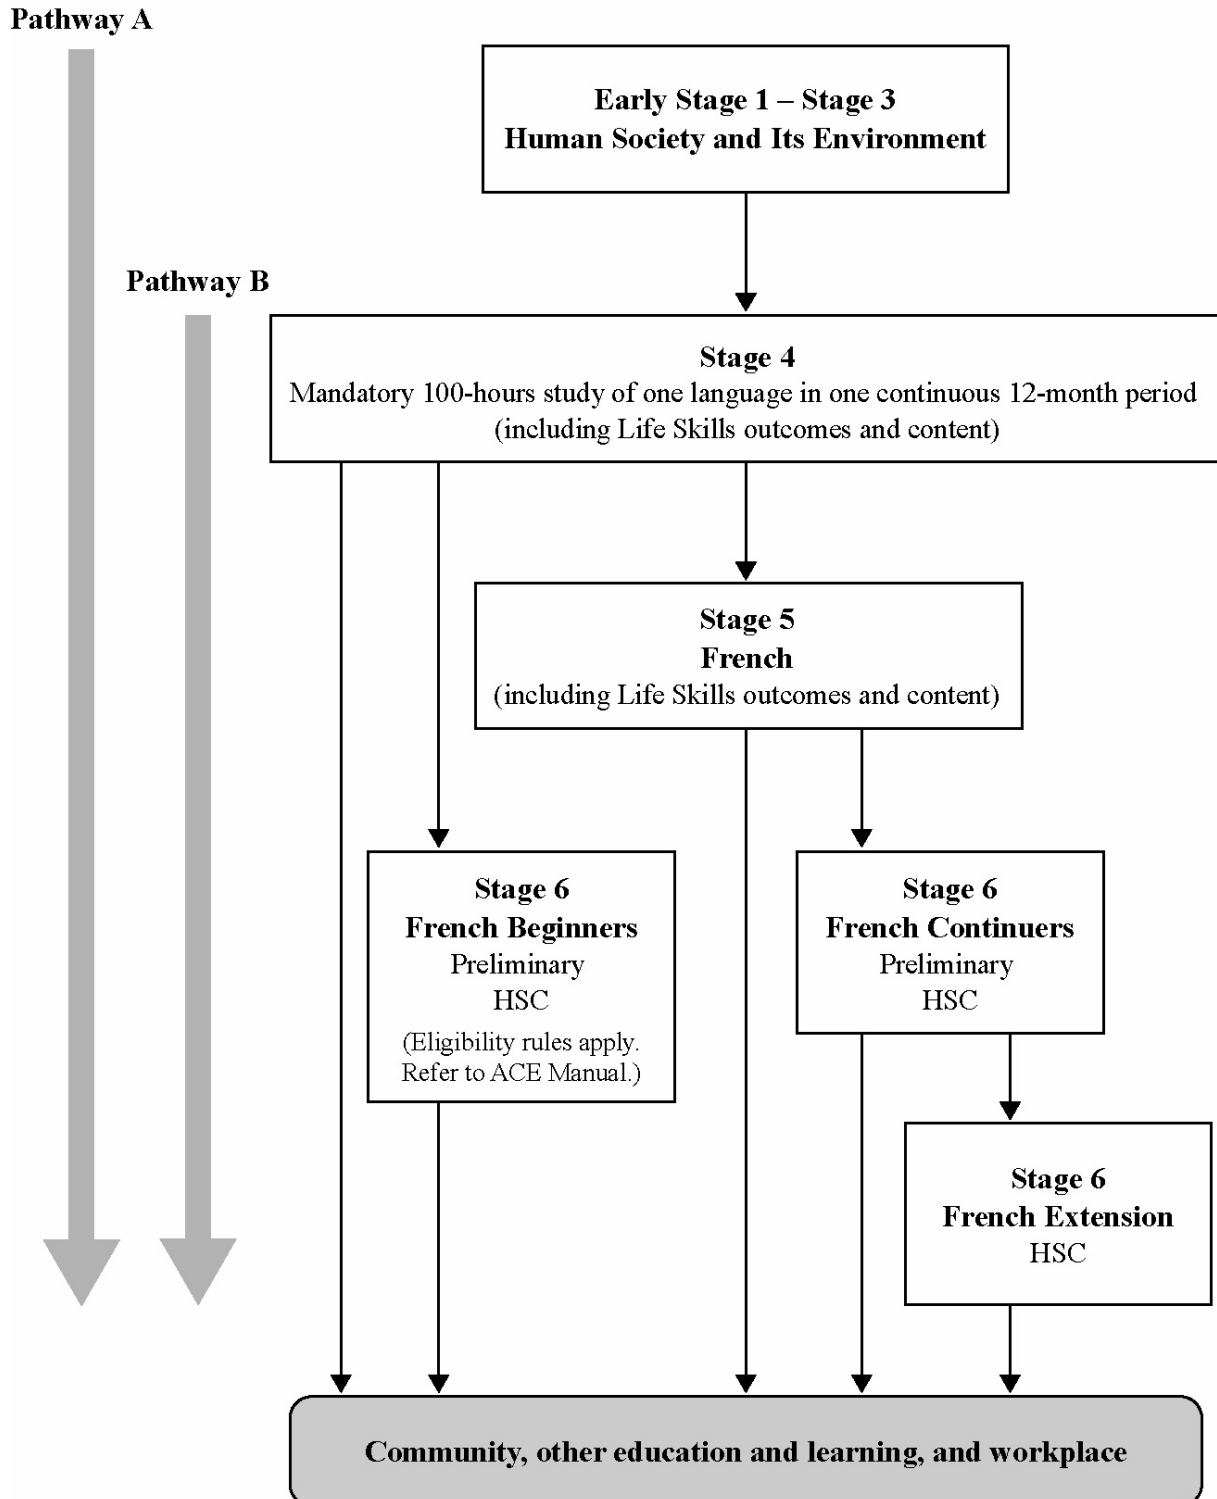 Pathway A
Early Stage 1 – Stage 3
Human Society and Its Environment
Pathway B
Stage 4
Mandatory 100-hours study of one language in one continuous 12-month period
(including Life Skills outcomes and content)
Stage 5
French
(including Life Skills outcomes and content)
Stage 6
French Beginners
Preliminary
HSC
(Eligibility rules apply.
Refer to ACE Manual.)
Stage 6
French Continuers
Preliminary
HSC
Stage 6
French Extension
HSC
Community, other education and learning, and workplace